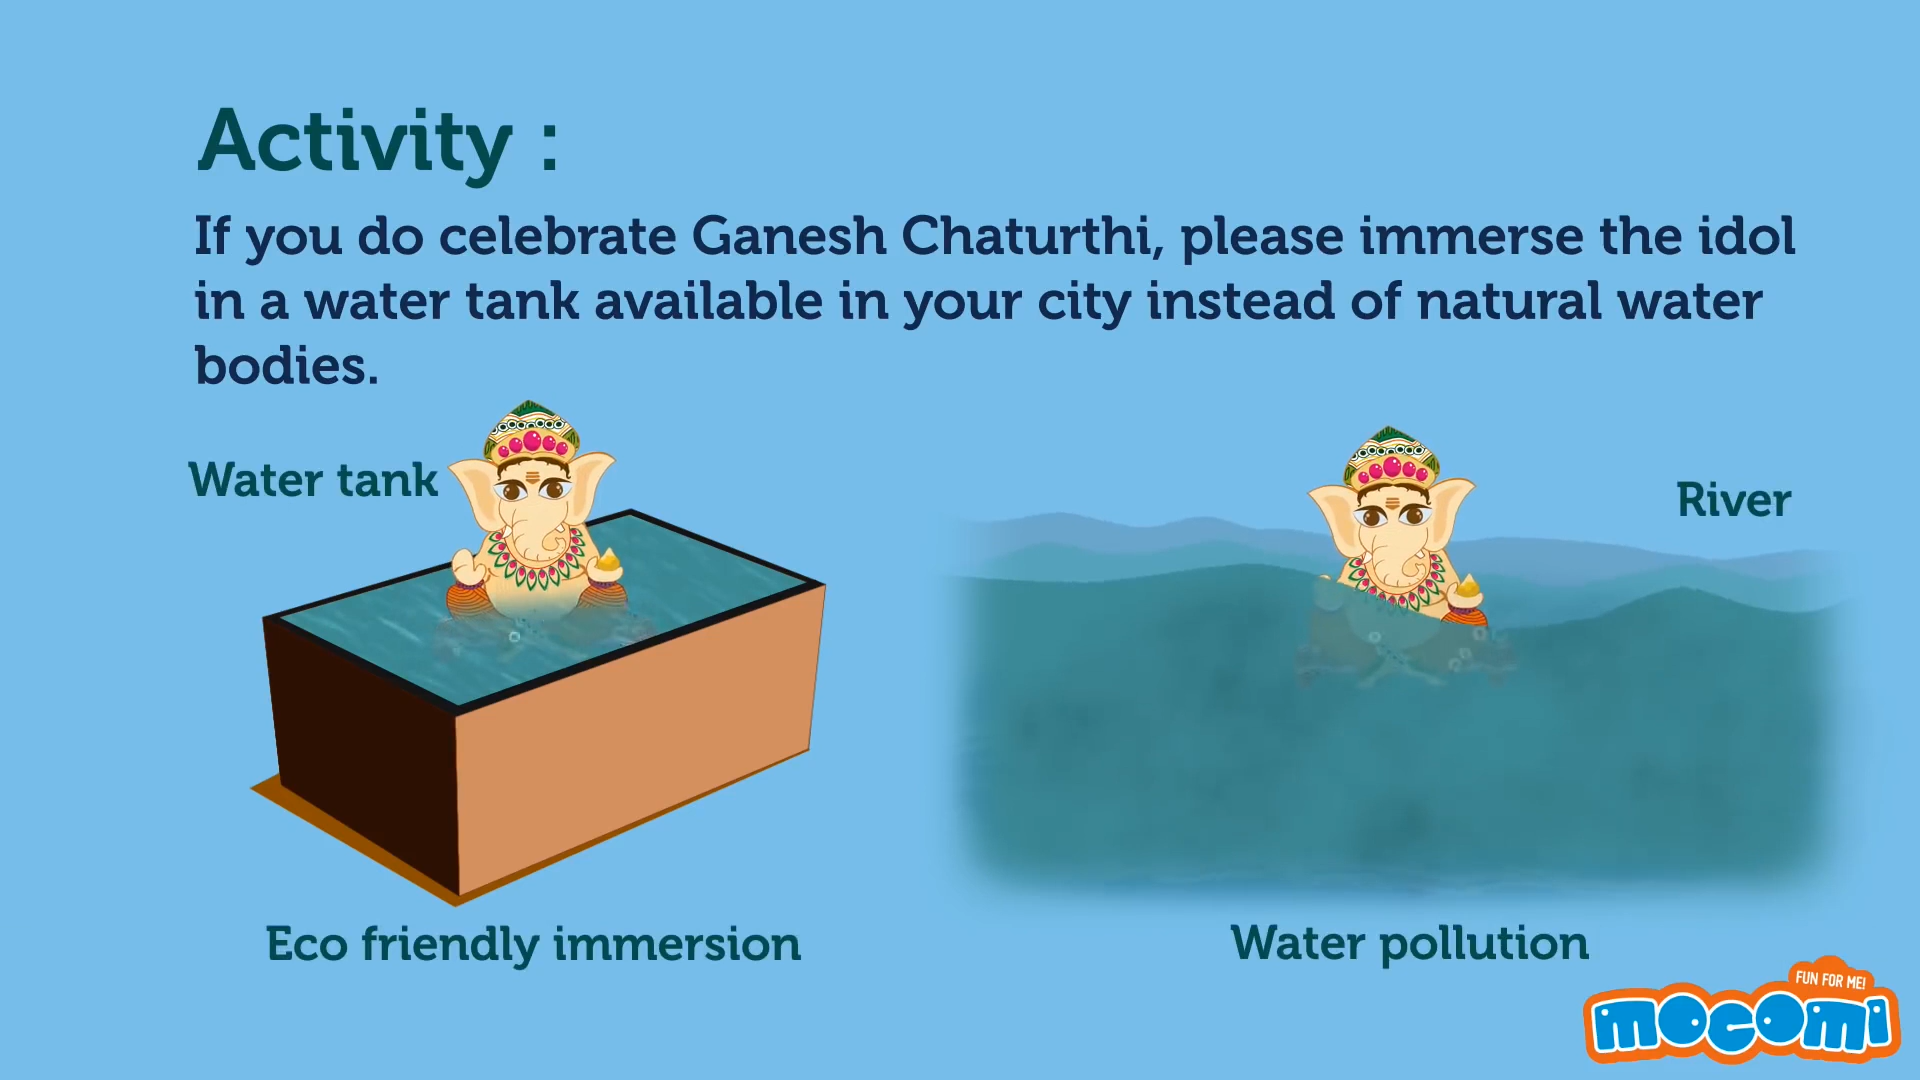 Activity :
If you do celebrate Ganesh Chaturthi, please immerse the idol
in a water tank available in your city instead of natural water
bodies.
Water tank
River
Eco friendly immersion
Water pollution
FUN FOR ME!
mocomi